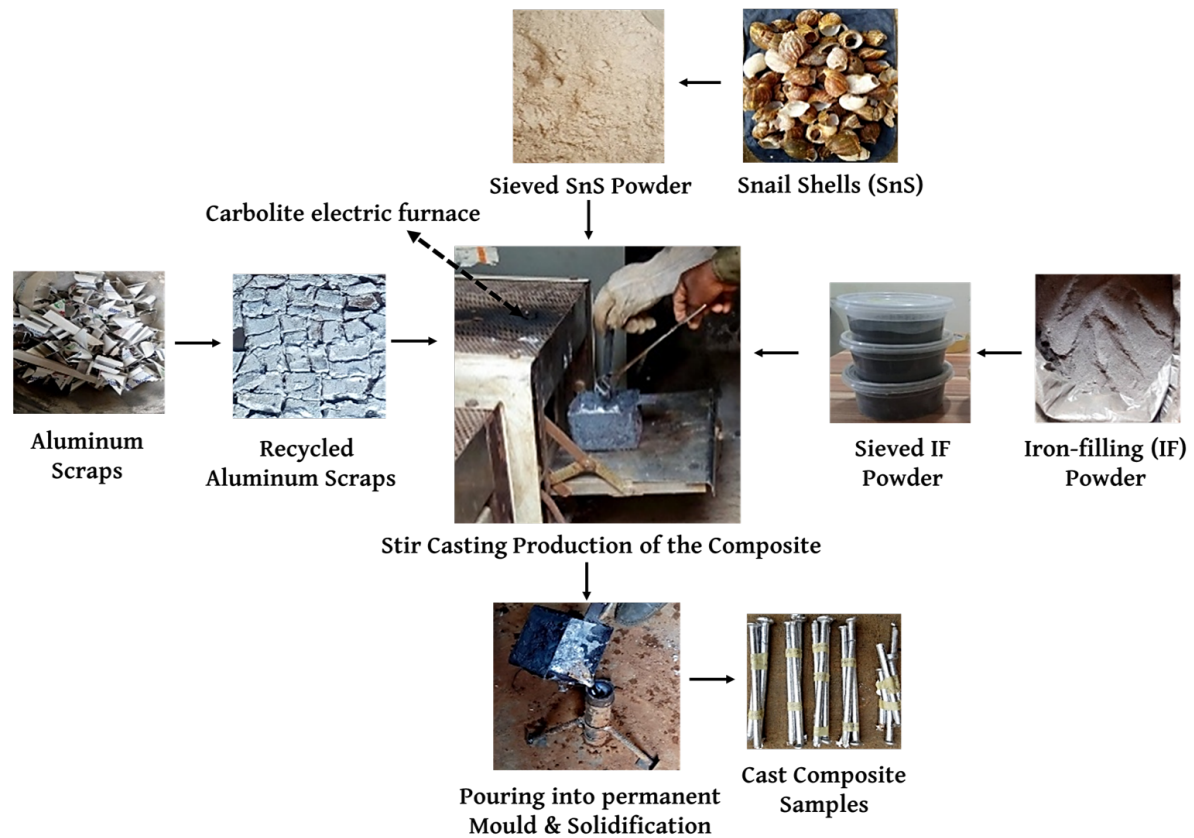 Sieved SnS Powder
Snail Shells (SnS)
Carbolite electric furnace
Aluminum
Scraps
Recycled
Aluminum Scraps
Sieved IF
Powder
Iron-filling (IF)
Powder
Stir Casting Production of the Composite
Pouring into permanent
Mould & Solidification
Cast Composite
Samples